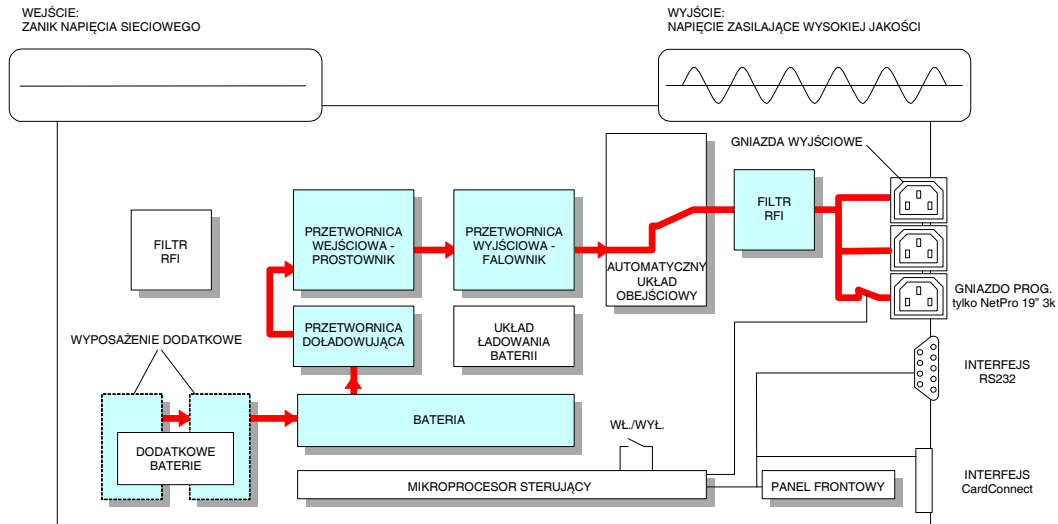 WEJŚCIE:
ZANIK NAPIĘCIA SIECIOWEGO
WYJŚCIE:
NAPIĘCIE ZASILAJĄCE WYSOKIEJ JAKOŚCI
GNIAZDA WYJŚCIOWE
FILTR
RFI
PRZETWORNICA
WEJŚCIOWA -
PROSTOWNIK
PRZETWORNICA
WYJŚCIOWA -
FALOWNIK
AUTOMATYCZNY
UKŁAD
OBEJŚCIOWY
FILTR
RFI
GNIAZDO PROG.
tylko NetPro 19" 3k
WYPOSAŻENIE DODATKOWE
PRZETWORNICA
DOŁADOWUJĄCA
UKŁAD
ŁADOWANIA
BATERII
INTERFEJS
RS232
BATERIA
DODATKOWE
BATERIE
WŁ./WYŁ.
MIKROPROCESOR STERUJĄCY
PANEL FRONTOWY
INTERFEJS
CardConnect